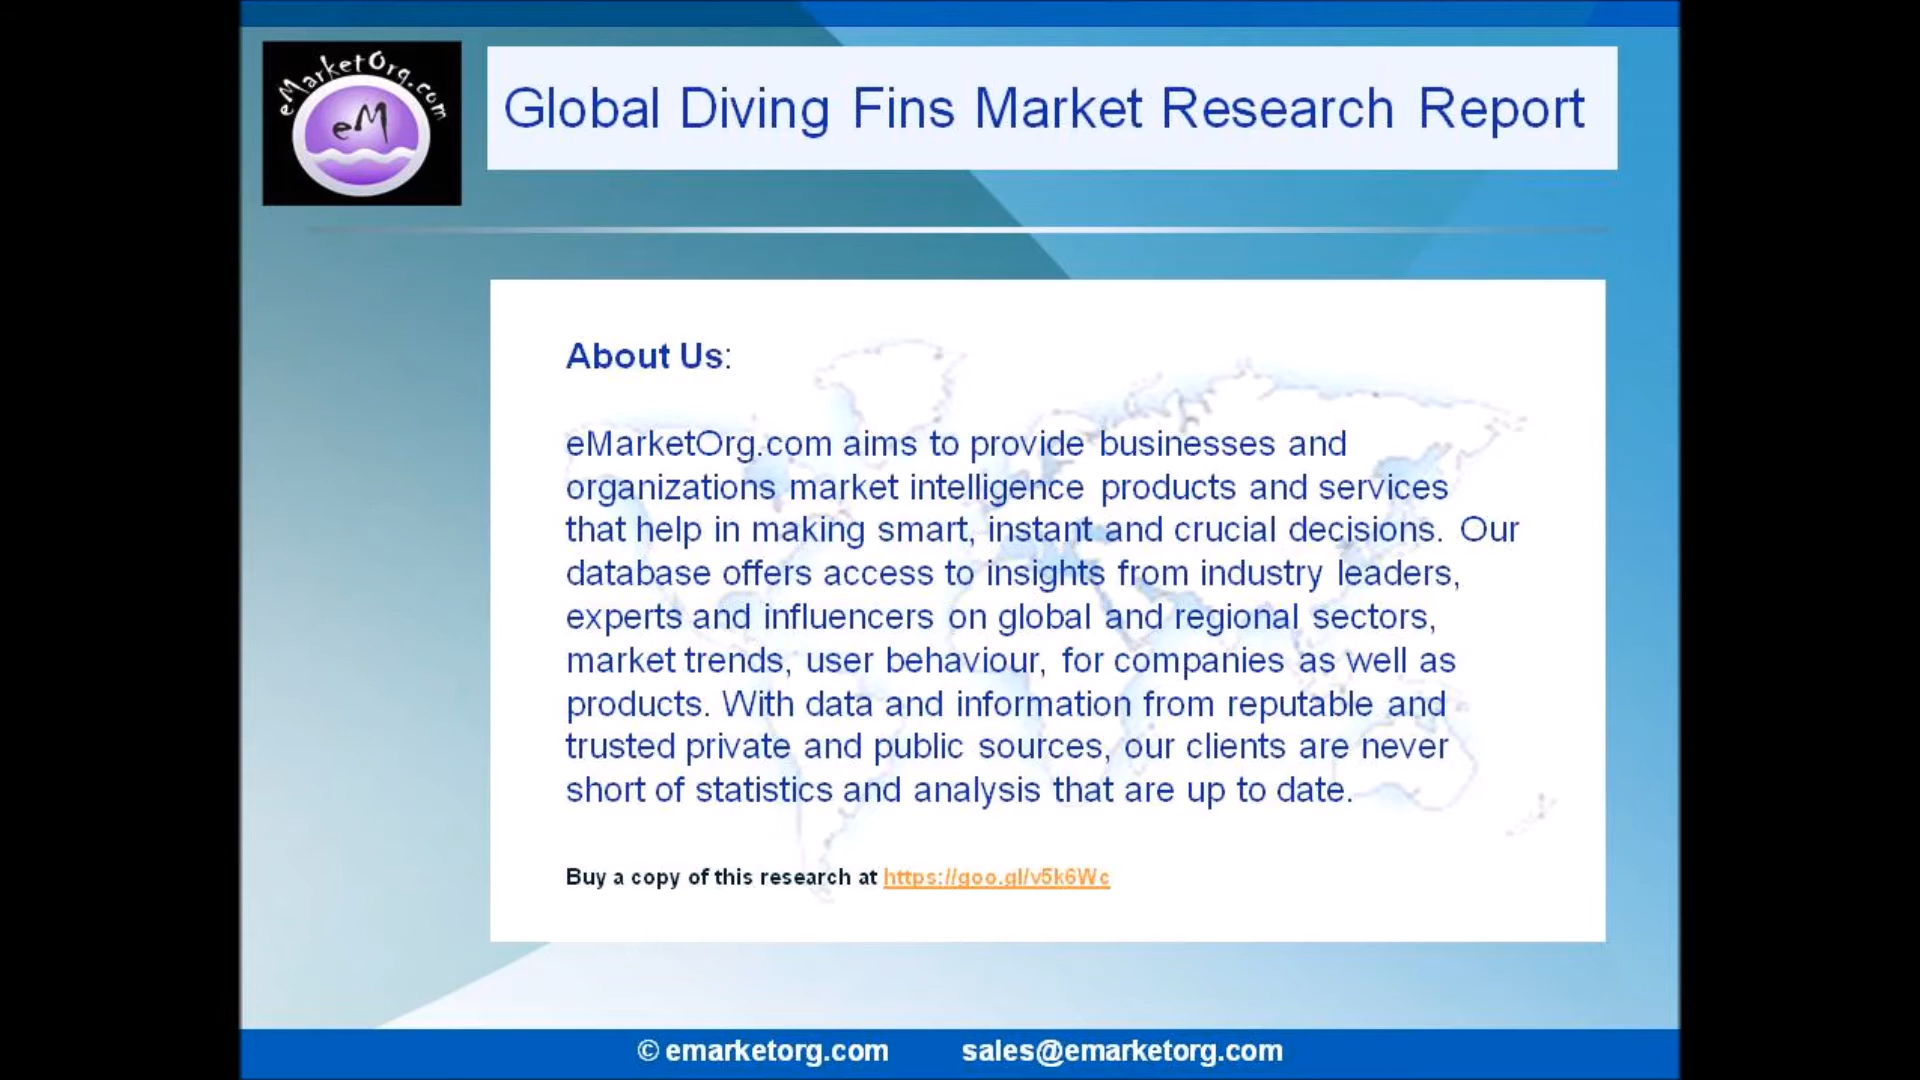 eMarketOrg.com
eM
Global Diving Fins Market Research Report
About Us:
eMarketOrg.com aims to provide businesses and
organizations market intelligence products and services
that help in making smart, instant and crucial decisions. Our
database offers access to insights from industry leaders,
experts and influencers on global and regional sectors,
market trends, user behaviour, for companies as well as
products. With data and information from reputable and
trusted private and public sources, our clients are never
short of statistics and analysis that are up to date.
Buy a copy of this research at https://goo.gl/v5k6Wc
© emarketorg.com sales@emarketorg.com